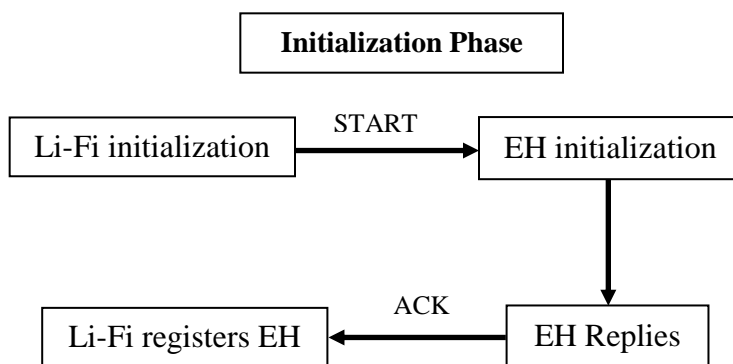 Initialization Phase
START
Li-Fi initialization
EH initialization
ACK
Li-Fi registers EH
EH Replies